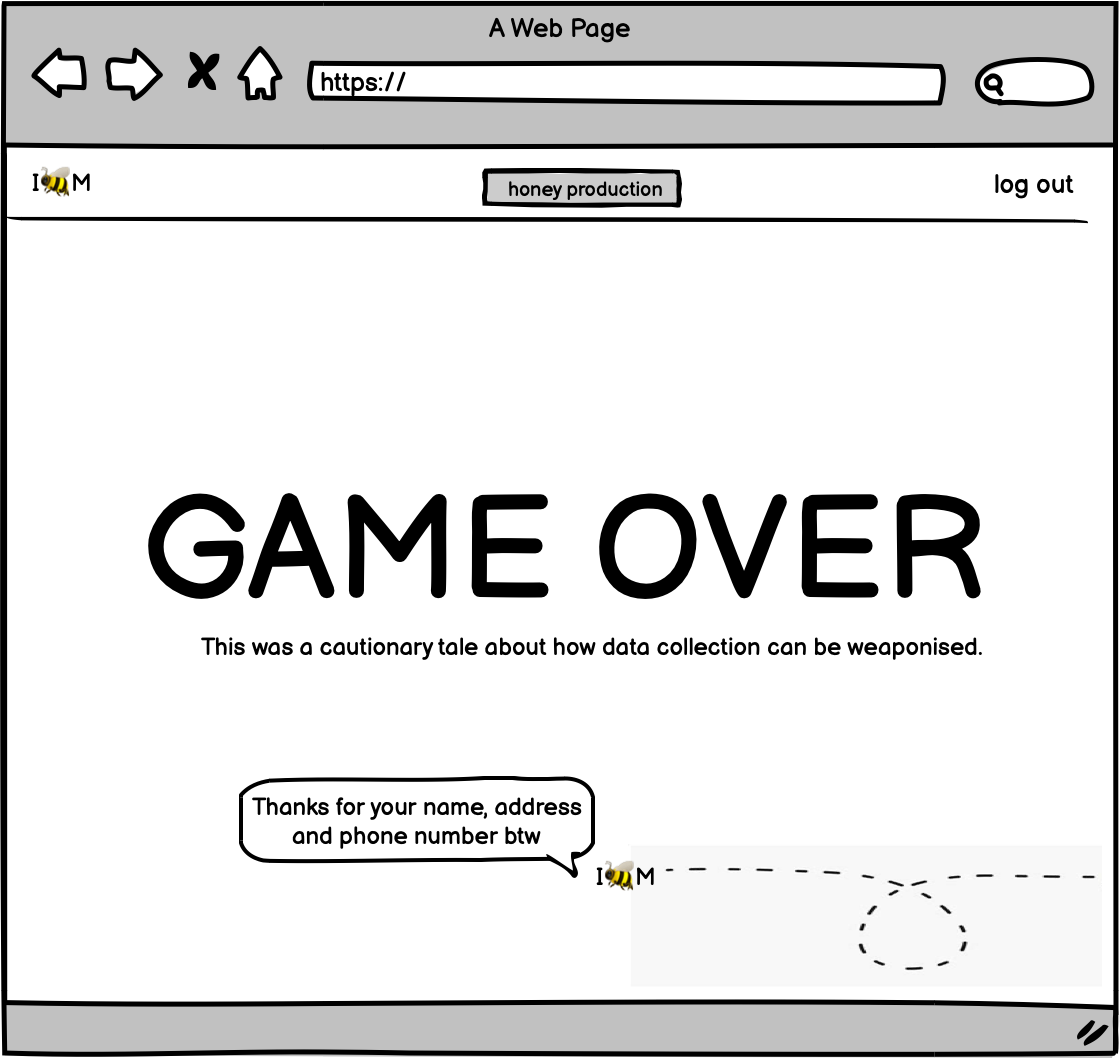 A Web Page
https://
I🐝M
honey production
log out
GAME OVER
This was a cautionary tale about how data collection can be weaponised.
Thanks for your name, address
and phone number btw
I🐝M